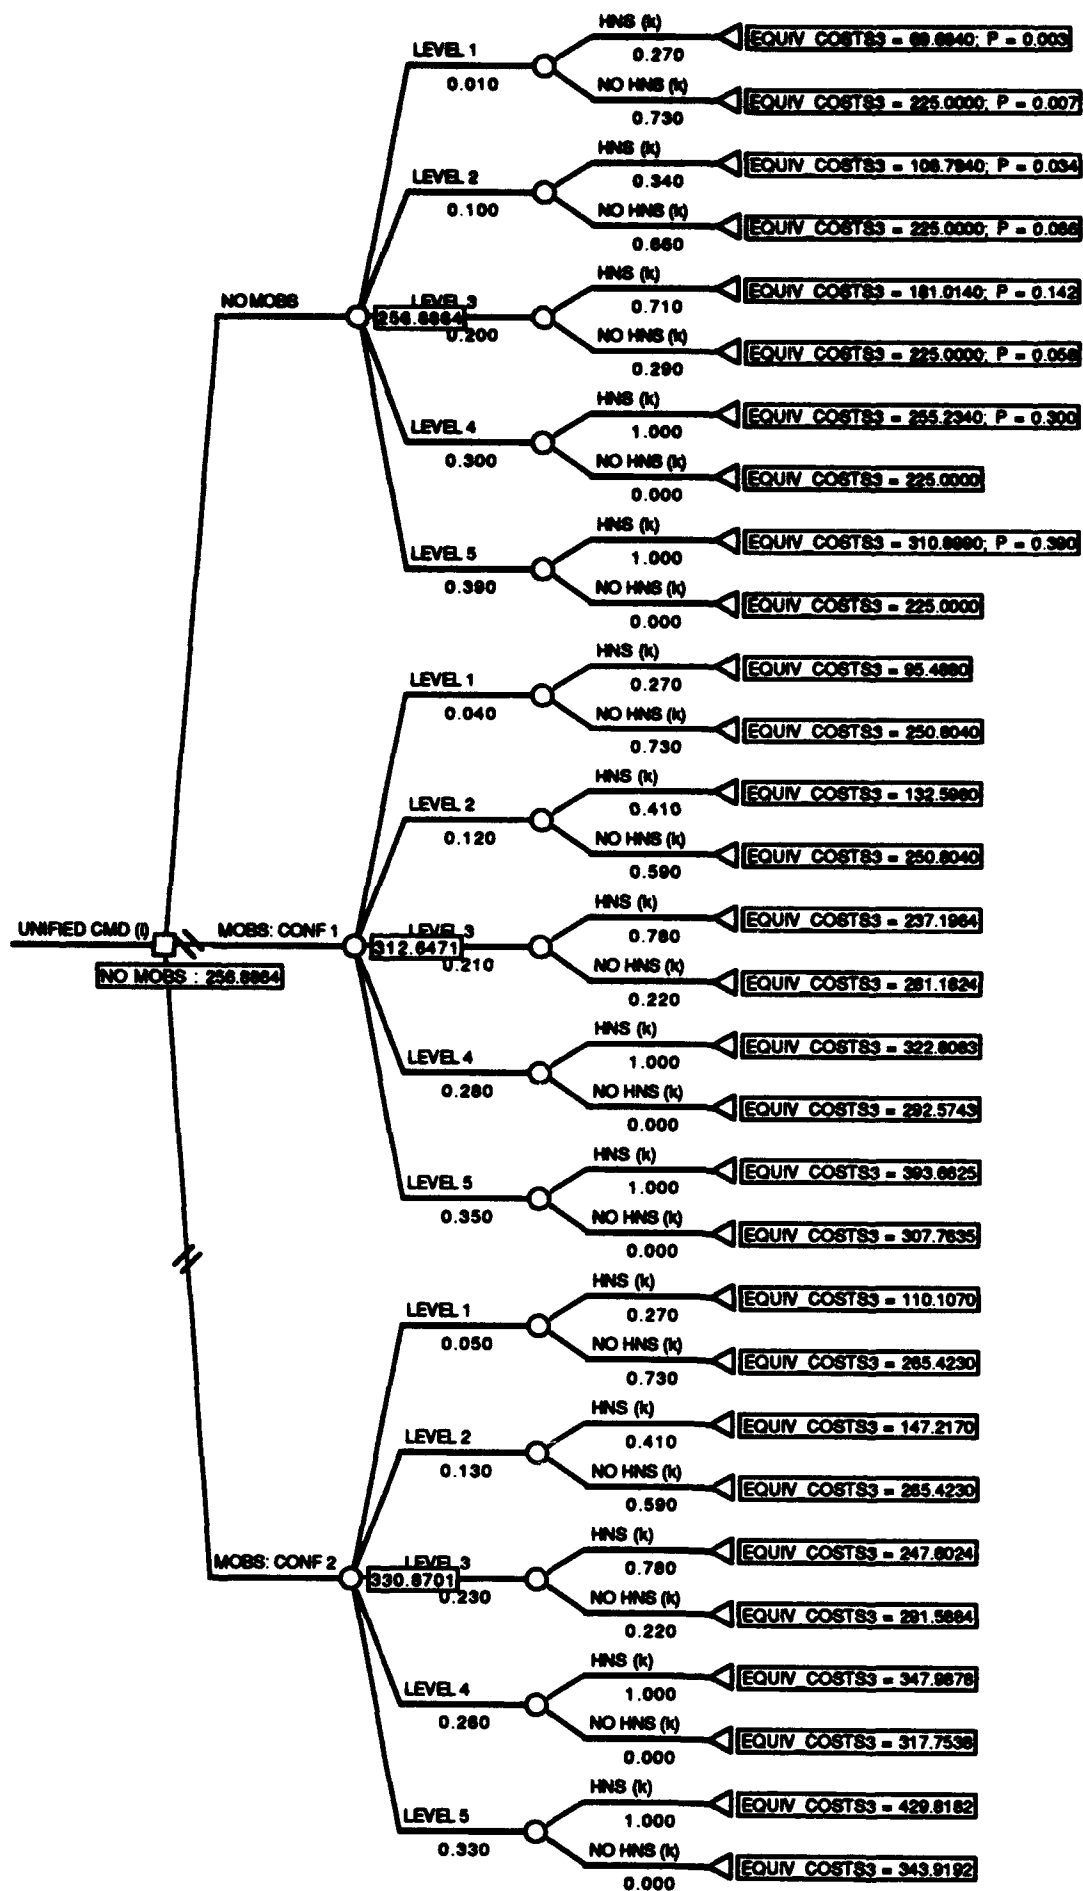 HNS (k)
EQUIV_COSTS3 = 69.6840; P = 0.003
LEVEL 1
0.270
0.010
NO HNS (k)
EQUIV_COSTS3 = 225.0000; P = 0.007
0.730
HNS (k)
EQUIV_COSTS3 = 106.7940; P = 0.034
LEVEL 2
0.340
0.100
NO HNS (k)
EQUIV_COSTS3 = 225.0000; P = 0.066
0.660
HNS (k)
EQUIV_COSTS3 = 181.0140; P = 0.142
NO MOBS
LEVEL 3
0.710
256.8864
0.200
NO HNS (k)
EQUIV_COSTS3 = 225.0000; P = 0.058
0.290
HNS (k)
EQUIV_COSTS3 = 255.2340; P = 0.300
LEVEL 4
1.000
0.300
NO HNS (k)
EQUIV_COSTS3 = 225.0000
0.000
HNS (k)
EQUIV_COSTS3 = 310.8990; P = 0.390
LEVEL 5
1.000
0.390
NO HNS (k)
EQUIV_COSTS3 = 225.0000
0.000
HNS (k)
EQUIV_COSTS3 = 95.4880
LEVEL 1
0.270
0.040
NO HNS (k)
EQUIV_COSTS3 = 250.8040
0.730
HNS (k)
EQUIV_COSTS3 = 132.5980
LEVEL 2
0.410
0.120
NO HNS (k)
EQUIV_COSTS3 = 250.8040
0.590
HNS (k)
EQUIV_COSTS3 = 237.1964
UNIFIED CMD (i)
MOBS: CONF 1
LEVEL 3
0.780
312.6471
0.210
NO MOBS : 256.8864
NO HNS (k)
EQUIV_COSTS3 = 281.1824
0.220
HNS (k)
EQUIV_COSTS3 = 322.8083
LEVEL 4
1.000
0.280
NO HNS (k)
EQUIV_COSTS3 = 292.5743
0.000
HNS (k)
EQUIV_COSTS3 = 393.6625
LEVEL 5
1.000
0.350
NO HNS (k)
EQUIV_COSTS3 = 307.7635
0.000
HNS (k)
EQUIV_COSTS3 = 110.1070
LEVEL 1
0.270
0.050
NO HNS (k)
EQUIV_COSTS3 = 265.4230
0.730
HNS (k)
EQUIV_COSTS3 = 147.2170
LEVEL 2
0.410
0.130
NO HNS (k)
EQUIV_COSTS3 = 265.4230
0.590
HNS (k)
EQUIV_COSTS3 = 247.6024
MOBS: CONF 2
LEVEL 3
0.780
330.8701
0.230
NO HNS (k)
EQUIV_COSTS3 = 291.5884
0.220
HNS (k)
EQUIV_COSTS3 = 347.9878
LEVEL 4
1.000
0.260
NO HNS (k)
EQUIV_COSTS3 = 317.7538
0.000
HNS (k)
EQUIV_COSTS3 = 429.8182
LEVEL 5
1.000
0.330
NO HNS (k)
EQUIV_COSTS3 = 343.9192
0.000